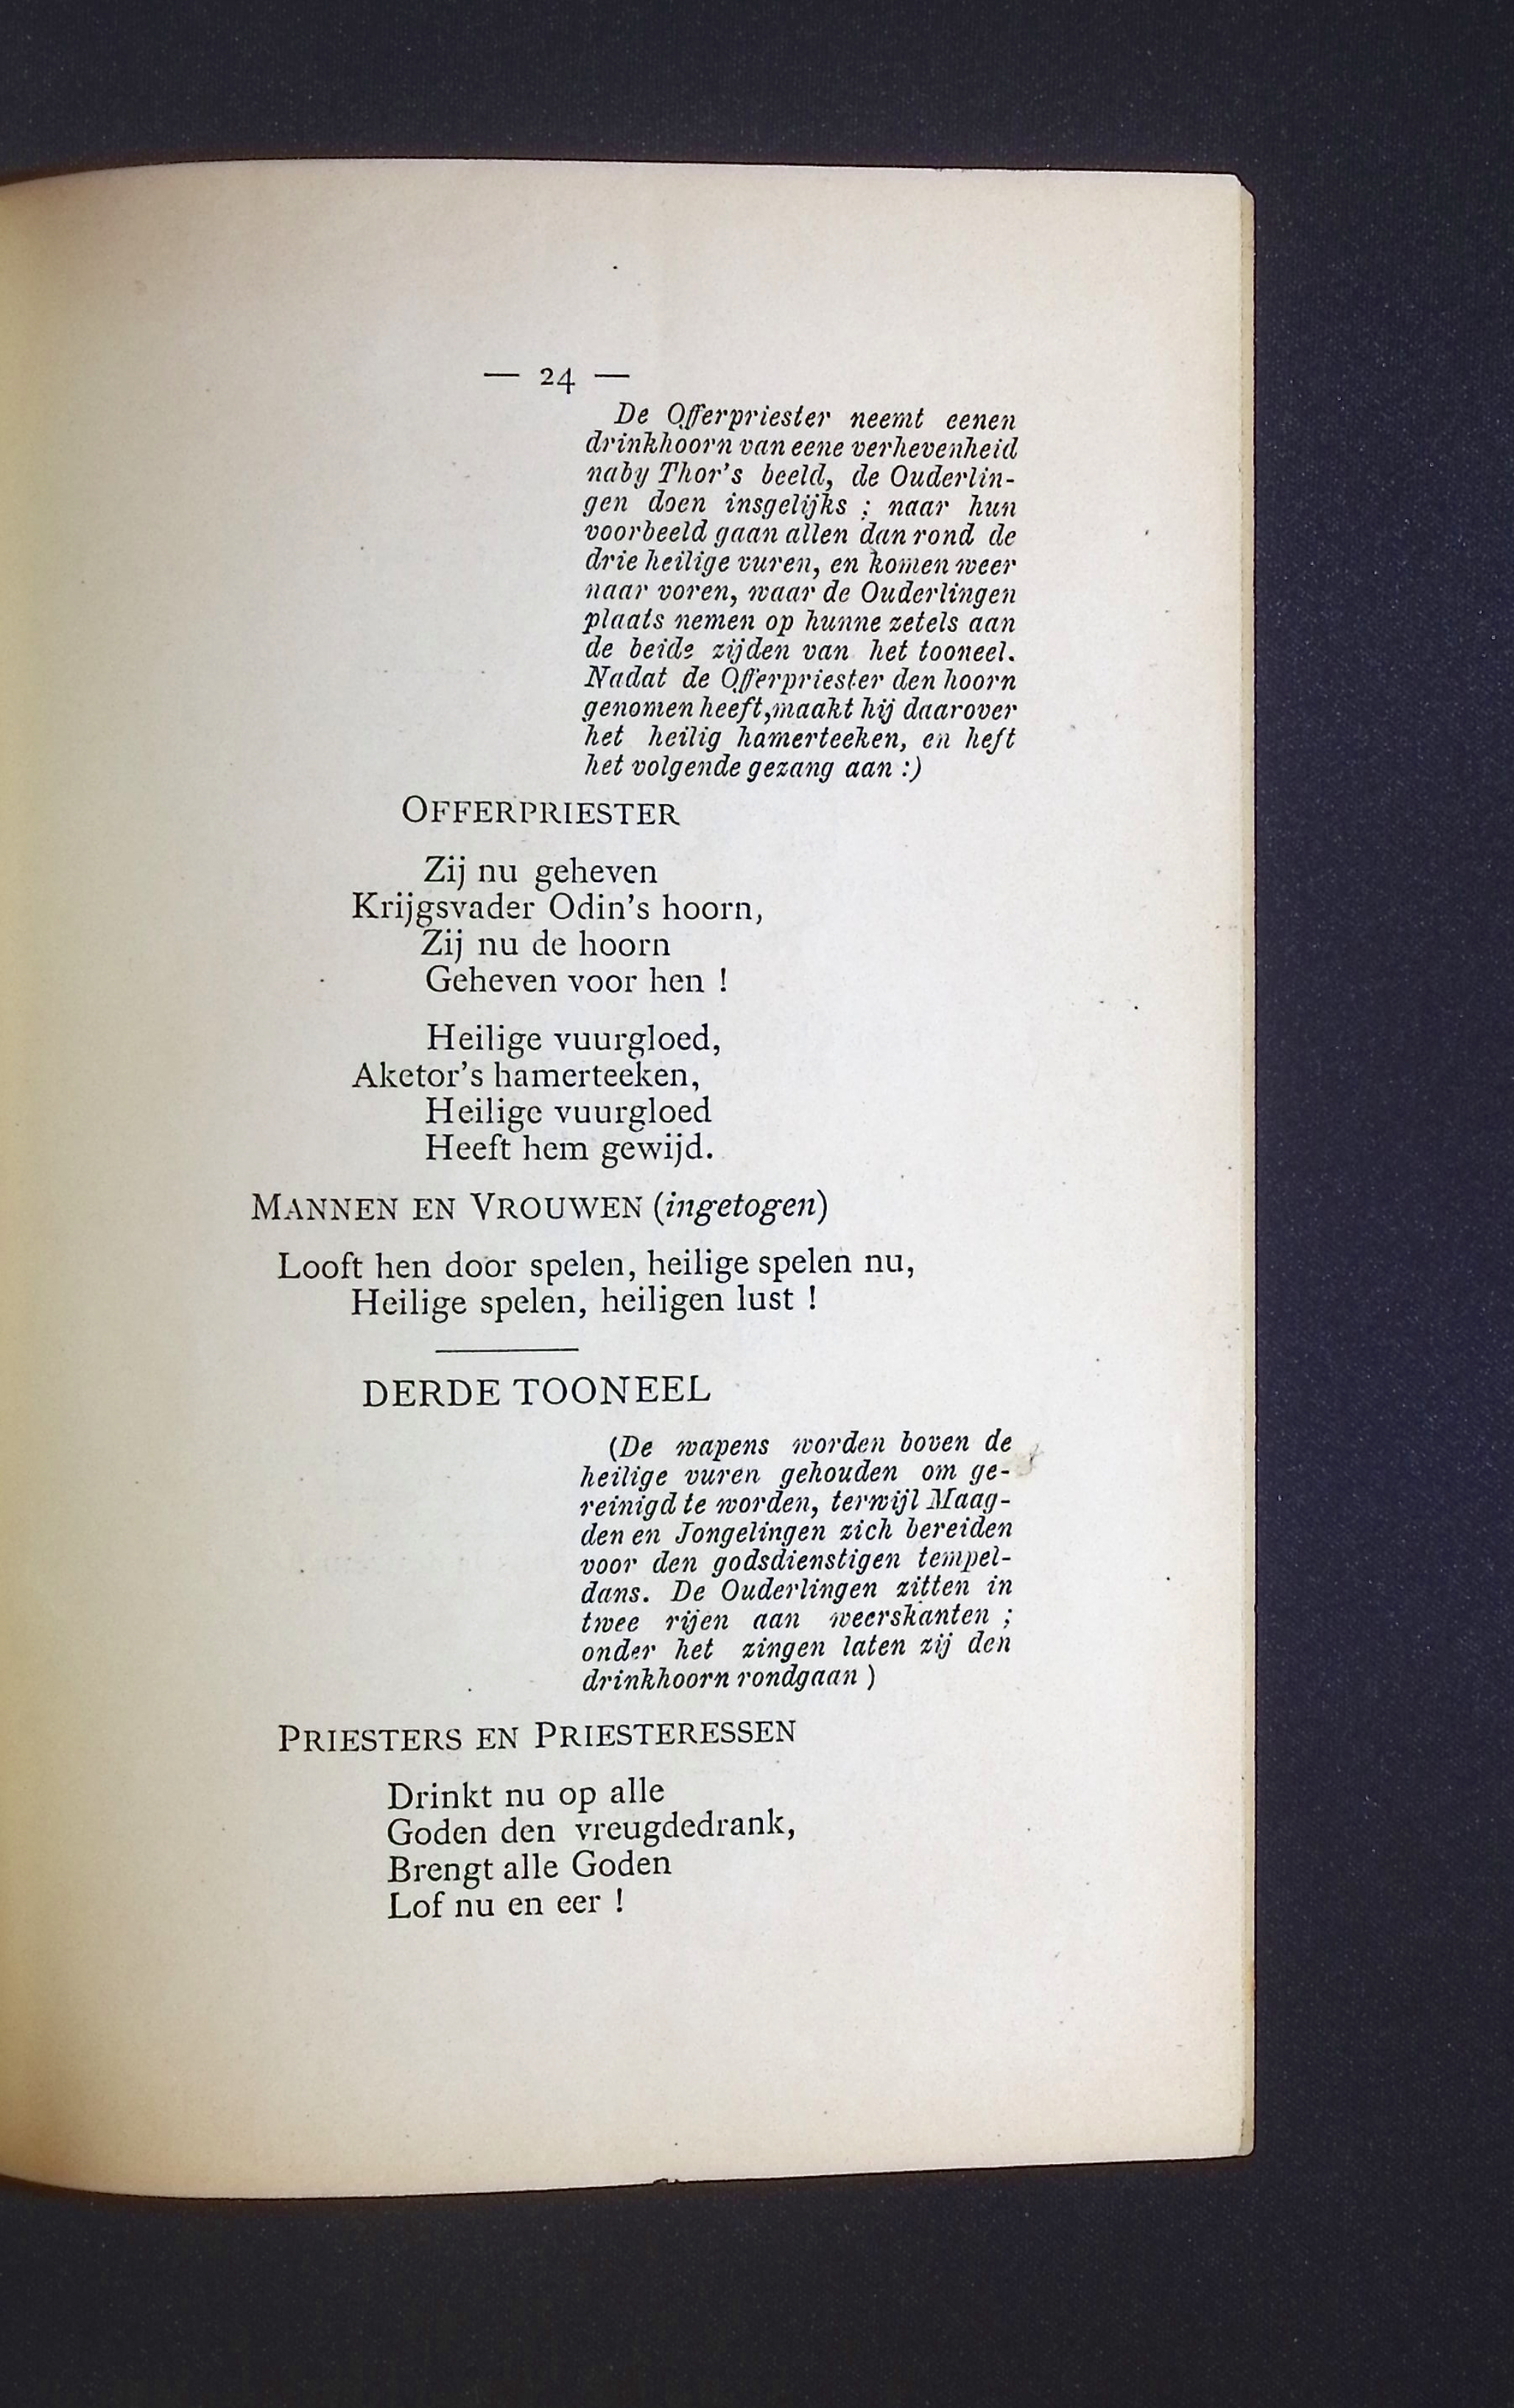 — 24 —
De Offerpriester neemt eenen
drinkhoorn van eene verhevenheid
naby Thor's beeld, de Ouderlin-
gen doen insgelijks ; naar hun
voorbeeld gaan allen dan rond de
drie heilige vuren, en komen weer
naar voren, waar de Ouderlingen
plaats nemen op hunne zetels aan
de beide zijden van het tooneel.
Nadat de Offerpriester den hoorn
genomen heeft,maakt hij daarover
het heilig hamerteeken, en heft
het volgende gezang aan :)
OFFERPRIESTER
Zij nu geheven
Krijgsvader Odin's hoorn,
Zij nu de hoorn
Geheven voor hen !
Heilige vuurgloed,
Aketor's hamerteeken,
Heilige vuurgloed
Heeft hem gewijd.
MANNEN EN VROUWEN (ingetogen)
Looft hen door spelen, heilige spelen nu,
Heilige spelen, heiligen lust !
DERDE TOONEEL
(De wapens worden boven de
heilige vuren gehouden om ge-
reinigd te worden, terwijl Maag-
den en Jongelingen zich bereiden
voor den godsdienstigen tempel-
dans. De Ouderlingen zitten in
twee rijen aan weerskanten ;
onder het zingen laten zij den
drinkhoorn rondgaan )
PRIESTERS EN PRIESTERESSEN
Drinkt nu op alle
Goden den vreugdedrank,
Brengt alle Goden
Lof nu en eer !